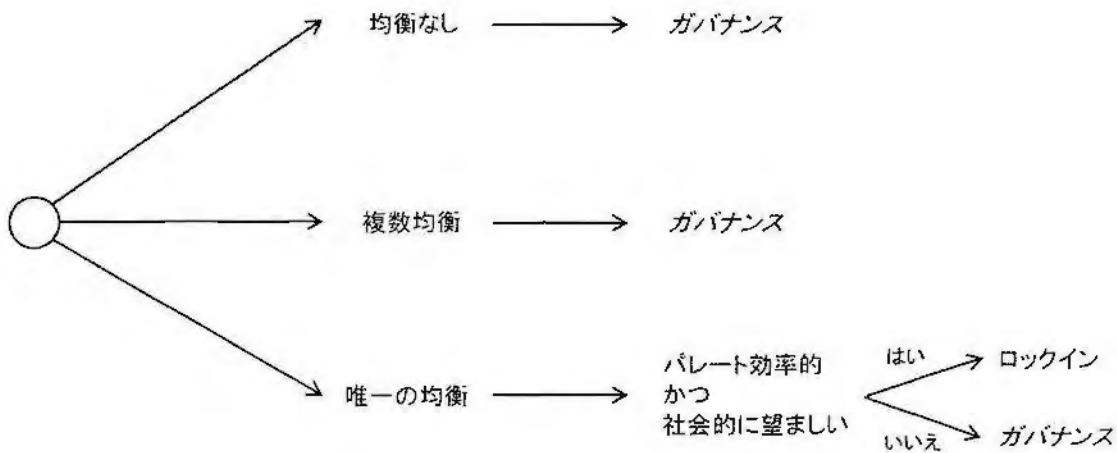 均衡なし
ガバナンス
複数均衡
ガバナンス
唯一の均衡
パレート効率的
かつ
社会的に望ましい
はい
ロックイン
いいえ
ガバナンス